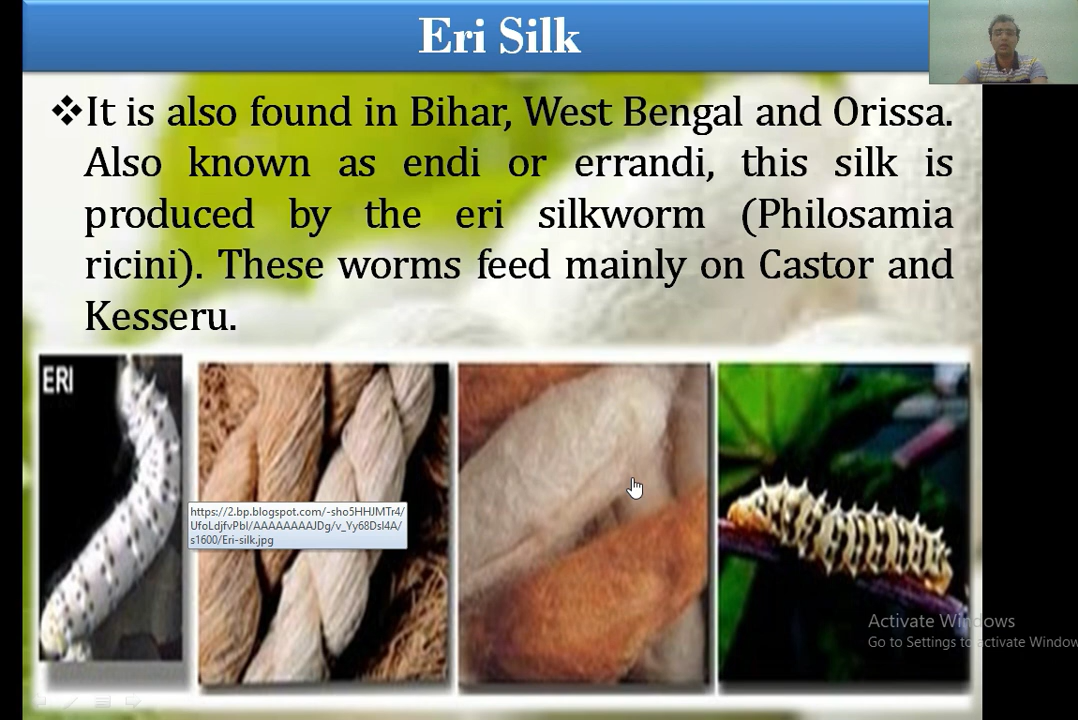 Eri Silk
❖It is also found in Bihar, West Bengal and Orissa.
Also known as endi or errandi, this silk is
produced by the eri silkworm (Philosamia
ricini). These worms feed mainly on Castor and
Kesseru.
ERI
https://2.bp.blogspot.com/-sho5HHJMTr4/
UfoLdjfvPbI/AAAAAAAAJDg/v_Yy68DsI4A/
s1600/Eri-silk.jpg
Activate Windows
Go to Settings to activate Window